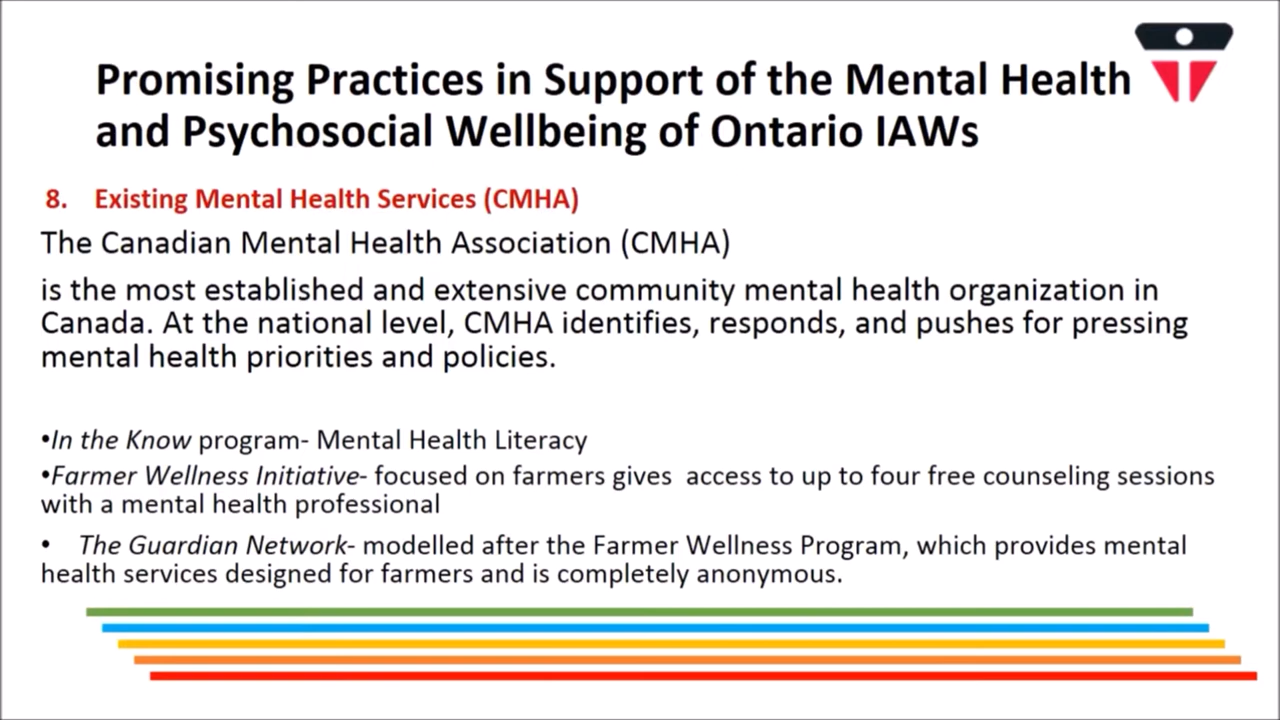 Promising Practices in Support of the Mental Health
and Psychosocial Wellbeing of Ontario IAWs
8. Existing Mental Health Services (CMHA)
The Canadian Mental Health Association (CMHA)
is the most established and extensive community mental health organization in
Canada. At the national level, CMHA identifies, responds, and pushes for pressing
mental health priorities and policies.
•In the Know program- Mental Health Literacy
•Farmer Wellness Initiative- focused on farmers gives  access to up to four free counseling sessions
with a mental health professional
• The Guardian Network- modelled after the Farmer Wellness Program, which provides mental
health services designed for farmers and is completely anonymous.